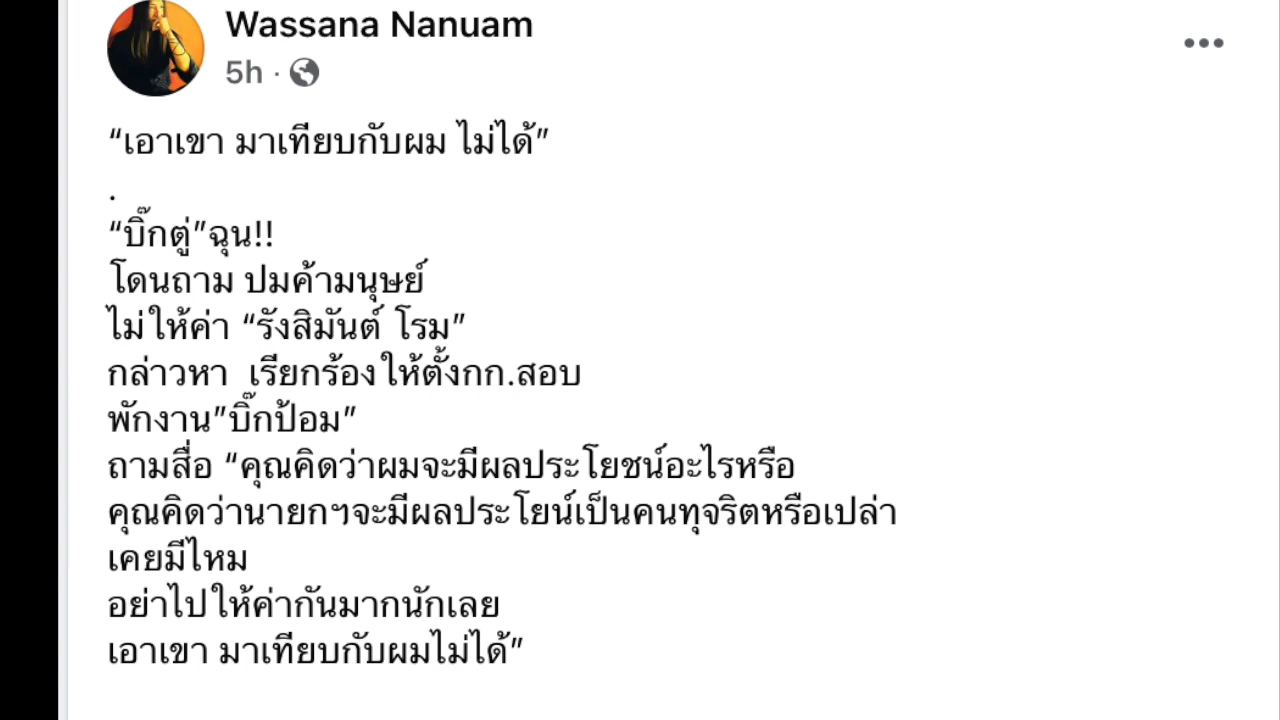 Wassana Nanuam
5h ·
“เอาเขา มาเทียบกับผม ไม่ได้”
.
“บิ๊กตู่”ฉุน!!
โดนถาม ปมค้ามนุษย์
ไม่ให้ค่า “รังสิมันต์ โรม”
กล่าวหา  เรียกร้องให้ตั้งกก.สอบ
พักงาน”บิ๊กป้อม”
ถามสื่อ “คุณคิดว่าผมจะมีผลประโยชน์อะไรหรือ
คุณคิดว่านายกฯจะมีผลประโยน์เป็นคนทุจริตหรือเปล่า
เคยมีไหม
อย่าไปให้ค่ากันมากนักเลย
เอาเขา มาเทียบกับผมไม่ได้”